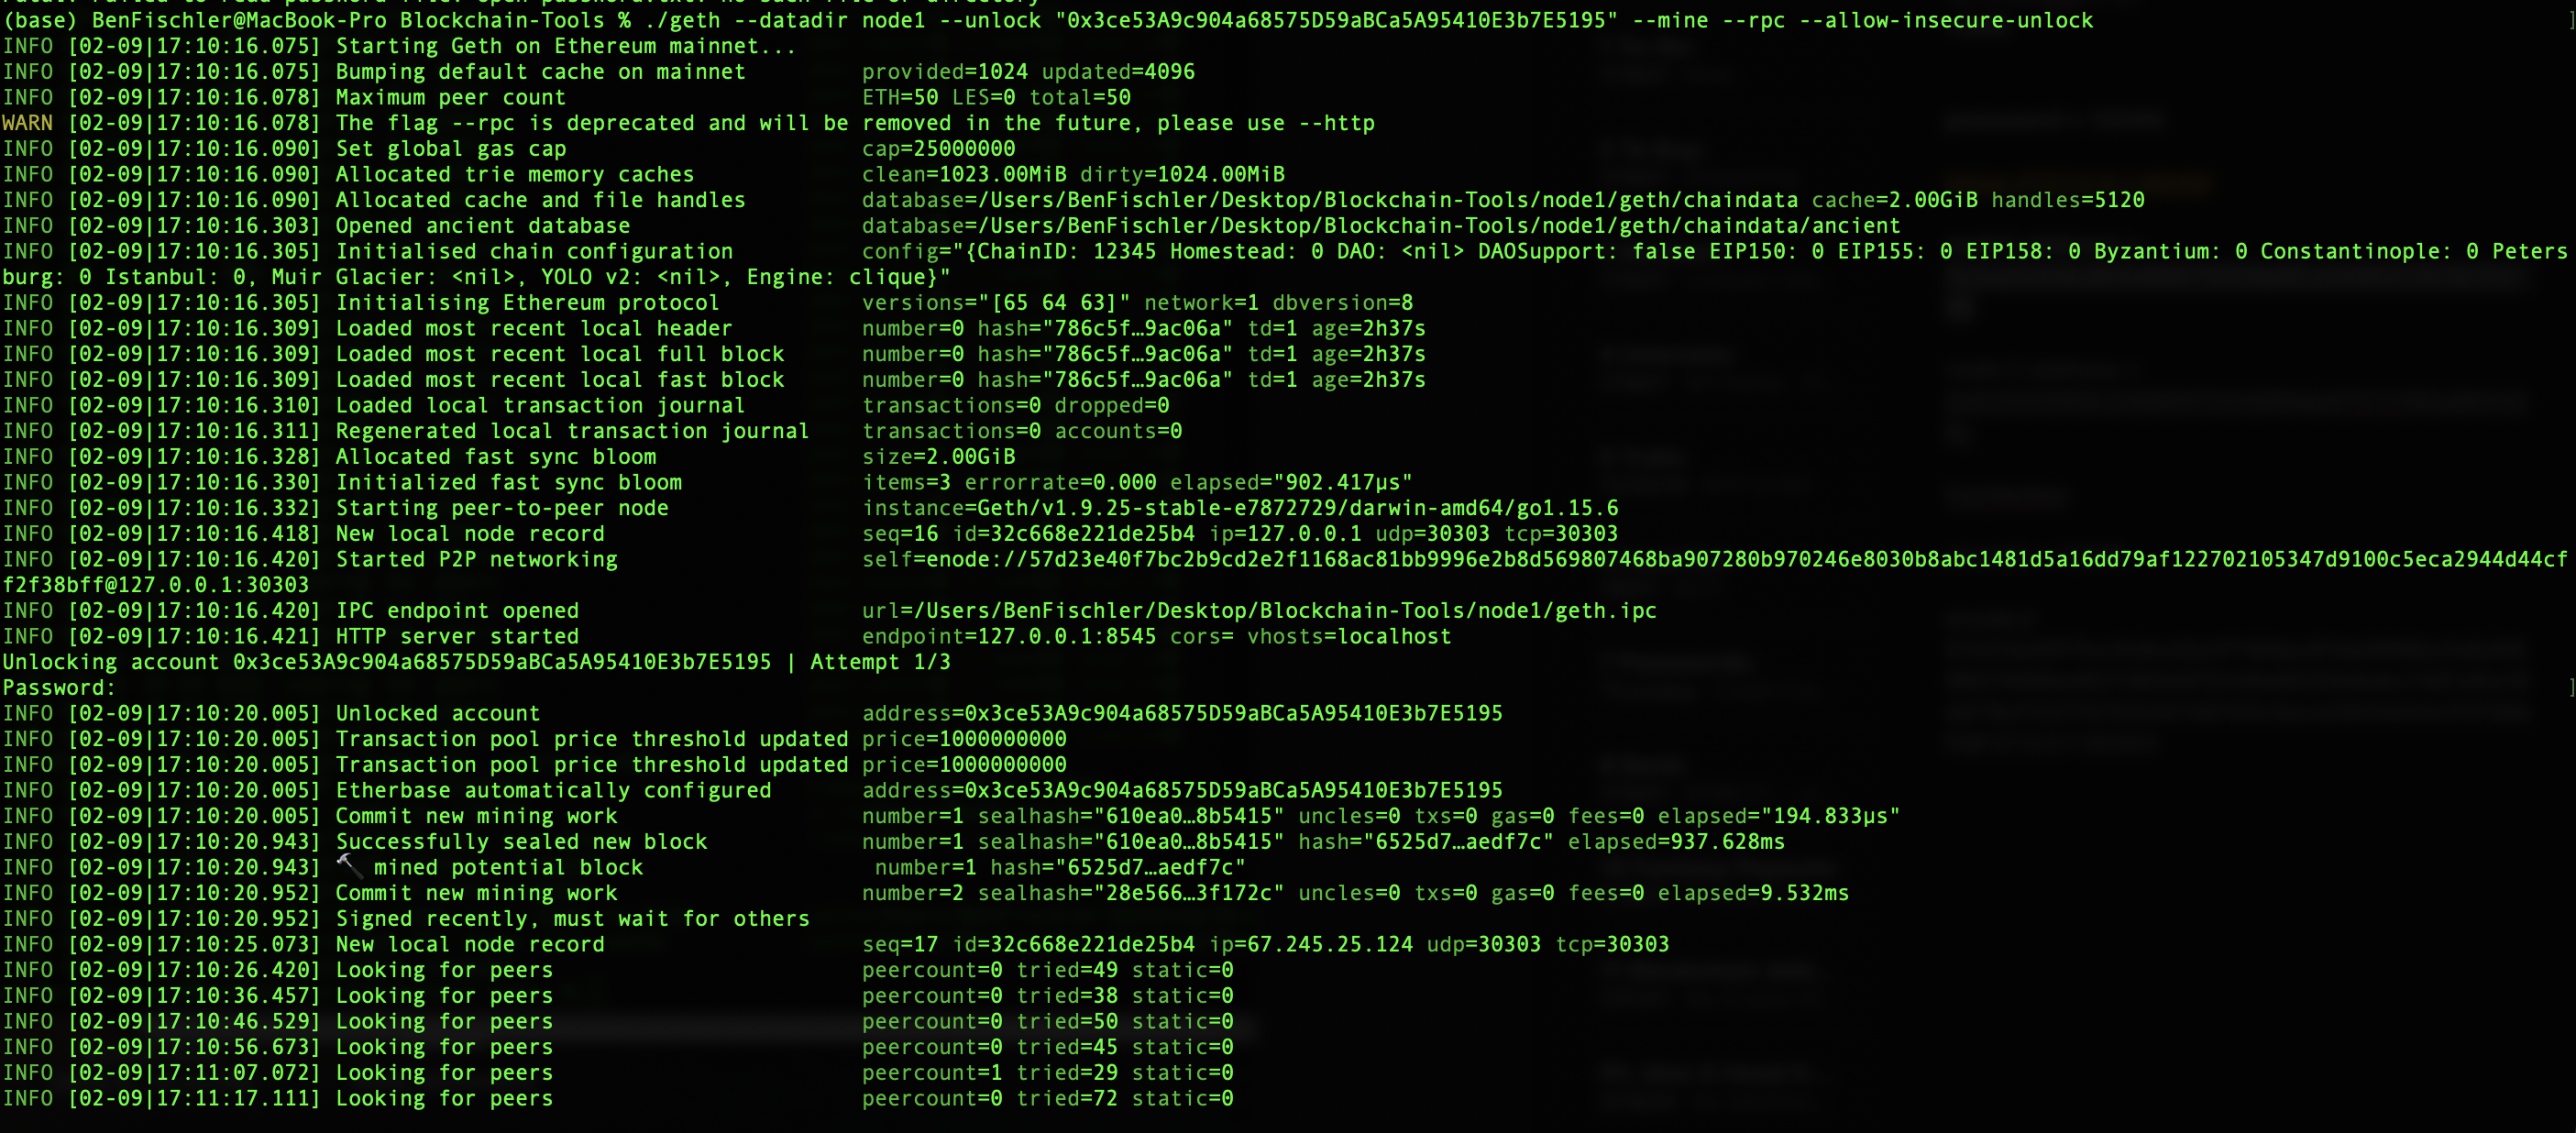 fatal: Failed to read password file: open password.txt: no such file or directory
(base) BenFischler@MacBook-Pro Blockchain-Tools % ./geth --datadir node1 --unlock "0x3ce53A9c904a68575D59aBCa5A95410E3b7E5195" --mine --rpc --allow-insecure-unlock ]
INFO [02-09|17:10:16.075] Starting Geth on Ethereum mainnet...
INFO [02-09|17:10:16.075] Bumping default cache on mainnet provided=1024 updated=4096
INFO [02-09|17:10:16.078] Maximum peer count ETH=50 LES=0 total=50
WARN [02-09|17:10:16.078] The flag --rpc is deprecated and will be removed in the future, please use --http
INFO [02-09|17:10:16.090] Set global gas cap cap=25000000
INFO [02-09|17:10:16.090] Allocated trie memory caches clean=1023.00MiB dirty=1024.00MiB
INFO [02-09|17:10:16.090] Allocated cache and file handles database=/Users/BenFischler/Desktop/Blockchain-Tools/node1/geth/chaindata cache=2.00GiB handles=5120
INFO [02-09|17:10:16.303] Opened ancient database database=/Users/BenFischler/Desktop/Blockchain-Tools/node1/geth/chaindata/ancient
INFO [02-09|17:10:16.305] Initialised chain configuration config="{ChainID: 12345 Homestead: 0 DAO: <nil> DAOSupport: false EIP150: 0 EIP155: 0 EIP158: 0 Byzantium: 0 Constantinople: 0 Peters
burg: 0 Istanbul: 0, Muir Glacier: <nil>, YOLO v2: <nil>, Engine: clique}"
INFO [02-09|17:10:16.305] Initialising Ethereum protocol versions="[65 64 63]" network=1 dbversion=8
INFO [02-09|17:10:16.309] Loaded most recent local header number=0 hash="786c5f…9ac06a" td=1 age=2h37s
INFO [02-09|17:10:16.309] Loaded most recent local full block number=0 hash="786c5f…9ac06a" td=1 age=2h37s
INFO [02-09|17:10:16.309] Loaded most recent local fast block number=0 hash="786c5f…9ac06a" td=1 age=2h37s
INFO [02-09|17:10:16.310] Loaded local transaction journal transactions=0 dropped=0
INFO [02-09|17:10:16.311] Regenerated local transaction journal transactions=0 accounts=0
INFO [02-09|17:10:16.328] Allocated fast sync bloom size=2.00GiB
INFO [02-09|17:10:16.330] Initialized fast sync bloom items=3 errorrate=0.000 elapsed="902.417µs"
INFO [02-09|17:10:16.332] Starting peer-to-peer node instance=Geth/v1.9.25-stable-e7872729/darwin-amd64/go1.15.6
INFO [02-09|17:10:16.418] New local node record seq=16 id=32c668e221de25b4 ip=127.0.0.1 udp=30303 tcp=30303
INFO [02-09|17:10:16.420] Started P2P networking self=enode://57d23e40f7bc2b9cd2e2f1168ac81bb9996e2b8d569807468ba907280b970246e8030b8abc1481d5a16dd79af122702105347d9100c5eca2944d44cf
f2f38bff@127.0.0.1:30303
INFO [02-09|17:10:16.420] IPC endpoint opened url=/Users/BenFischler/Desktop/Blockchain-Tools/node1/geth.ipc
INFO [02-09|17:10:16.421] HTTP server started endpoint=127.0.0.1:8545 cors= vhosts=localhost
Unlocking account 0x3ce53A9c904a68575D59aBCa5A95410E3b7E5195 | Attempt 1/3
Password: ]
INFO [02-09|17:10:20.005] Unlocked account address=0x3ce53A9c904a68575D59aBCa5A95410E3b7E5195
INFO [02-09|17:10:20.005] Transaction pool price threshold updated price=1000000000
INFO [02-09|17:10:20.005] Transaction pool price threshold updated price=1000000000
INFO [02-09|17:10:20.005] Etherbase automatically configured address=0x3ce53A9c904a68575D59aBCa5A95410E3b7E5195
INFO [02-09|17:10:20.005] Commit new mining work number=1 sealhash="610ea0…8b5415" uncles=0 txs=0 gas=0 fees=0 elapsed="194.833µs"
INFO [02-09|17:10:20.943] Successfully sealed new block number=1 sealhash="610ea0…8b5415" hash="6525d7…aedf7c" elapsed=937.628ms
INFO [02-09|17:10:20.943] 🔨 mined potential block number=1 hash="6525d7…aedf7c"
INFO [02-09|17:10:20.952] Commit new mining work number=2 sealhash="28e566…3f172c" uncles=0 txs=0 gas=0 fees=0 elapsed=9.532ms
INFO [02-09|17:10:20.952] Signed recently, must wait for others
INFO [02-09|17:10:25.073] New local node record seq=17 id=32c668e221de25b4 ip=67.245.25.124 udp=30303 tcp=30303
INFO [02-09|17:10:26.420] Looking for peers peercount=0 tried=49 static=0
INFO [02-09|17:10:36.457] Looking for peers peercount=0 tried=38 static=0
INFO [02-09|17:10:46.529] Looking for peers peercount=0 tried=50 static=0
INFO [02-09|17:10:56.673] Looking for peers peercount=0 tried=45 static=0
INFO [02-09|17:11:07.072] Looking for peers peercount=1 tried=29 static=0
INFO [02-09|17:11:17.111] Looking for peers peercount=0 tried=72 static=0